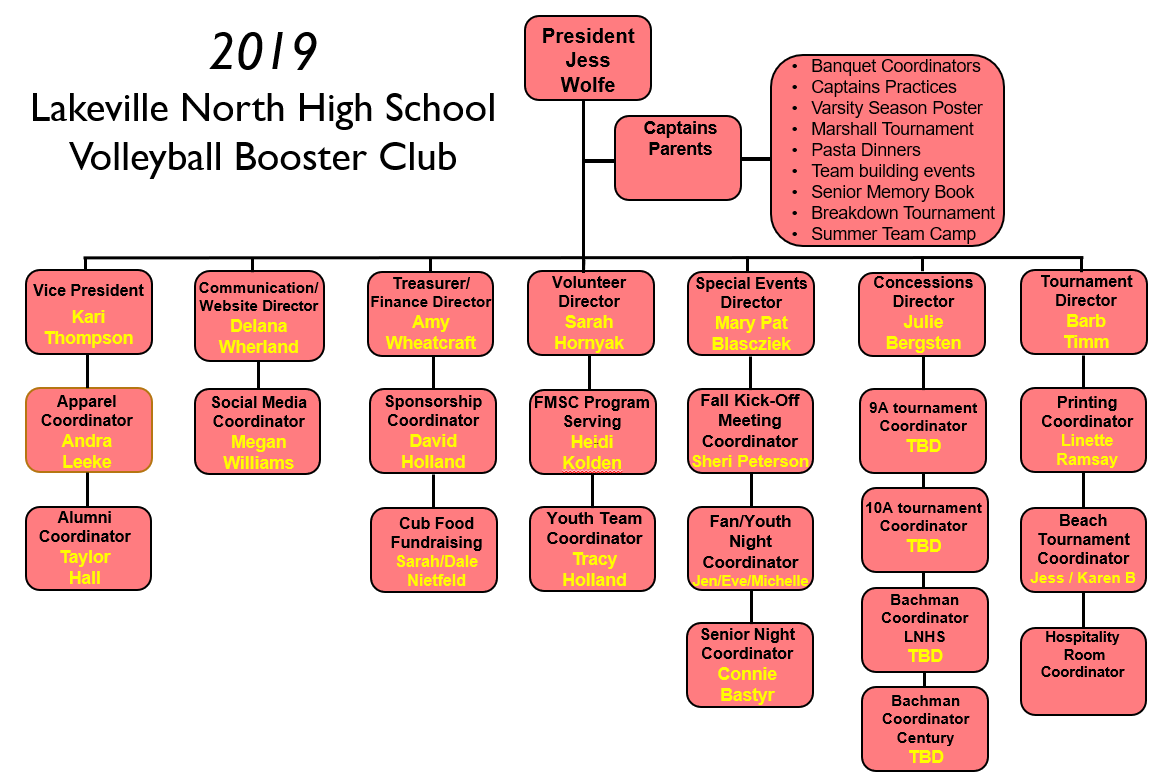 2019
Lakeville North High School
Volleyball Booster Club
President
Jess
Wolfe
Captains
Parents
• Banquet Coordinators
• Captains Practices
• Varsity Season Poster
• Marshall Tournament
• Pasta Dinners
• Team building events
• Senior Memory Book
• Breakdown Tournament
• Summer Team Camp
Vice President
Kari
Thompson
Apparel
Coordinator
Andra
Leeke
Alumni
Coordinator
Taylor
Hall
Communication/
Website Director
Delana
Wherland
Social Media
Coordinator
Megan
Williams
Treasurer/
Finance Director
Amy
Wheatcraft
Sponsorship
Coordinator
David
Holland
Cub Food
Fundraising
Sarah/Dale
Nietfeld
Volunteer
Director
Sarah
Hornyak
FMSC Program
Serving
Heidi
Kolden
Youth Team
Coordinator
Tracy
Holland
Special Events
Director
Mary Pat
Blascziek
Fall Kick-Off
Meeting
Coordinator
Sheri Peterson
Fan/Youth
Night
Coordinator
Jen/Eve/Michelle
Senior Night
Coordinator
Connie
Bastyr
Concessions
Director
Julie
Bergsten
9A tournament
Coordinator
TBD
10A tournament
Coordinator
TBD
Bachman
Coordinator
LNHS
TBD
Bachman
Coordinator
Century
TBD
Tournament
Director
Barb
Timm
Printing
Coordinator
Linette
Ramsay
Beach
Tournament
Coordinator
Jess / Karen B
Hospitality
Room
Coordinator